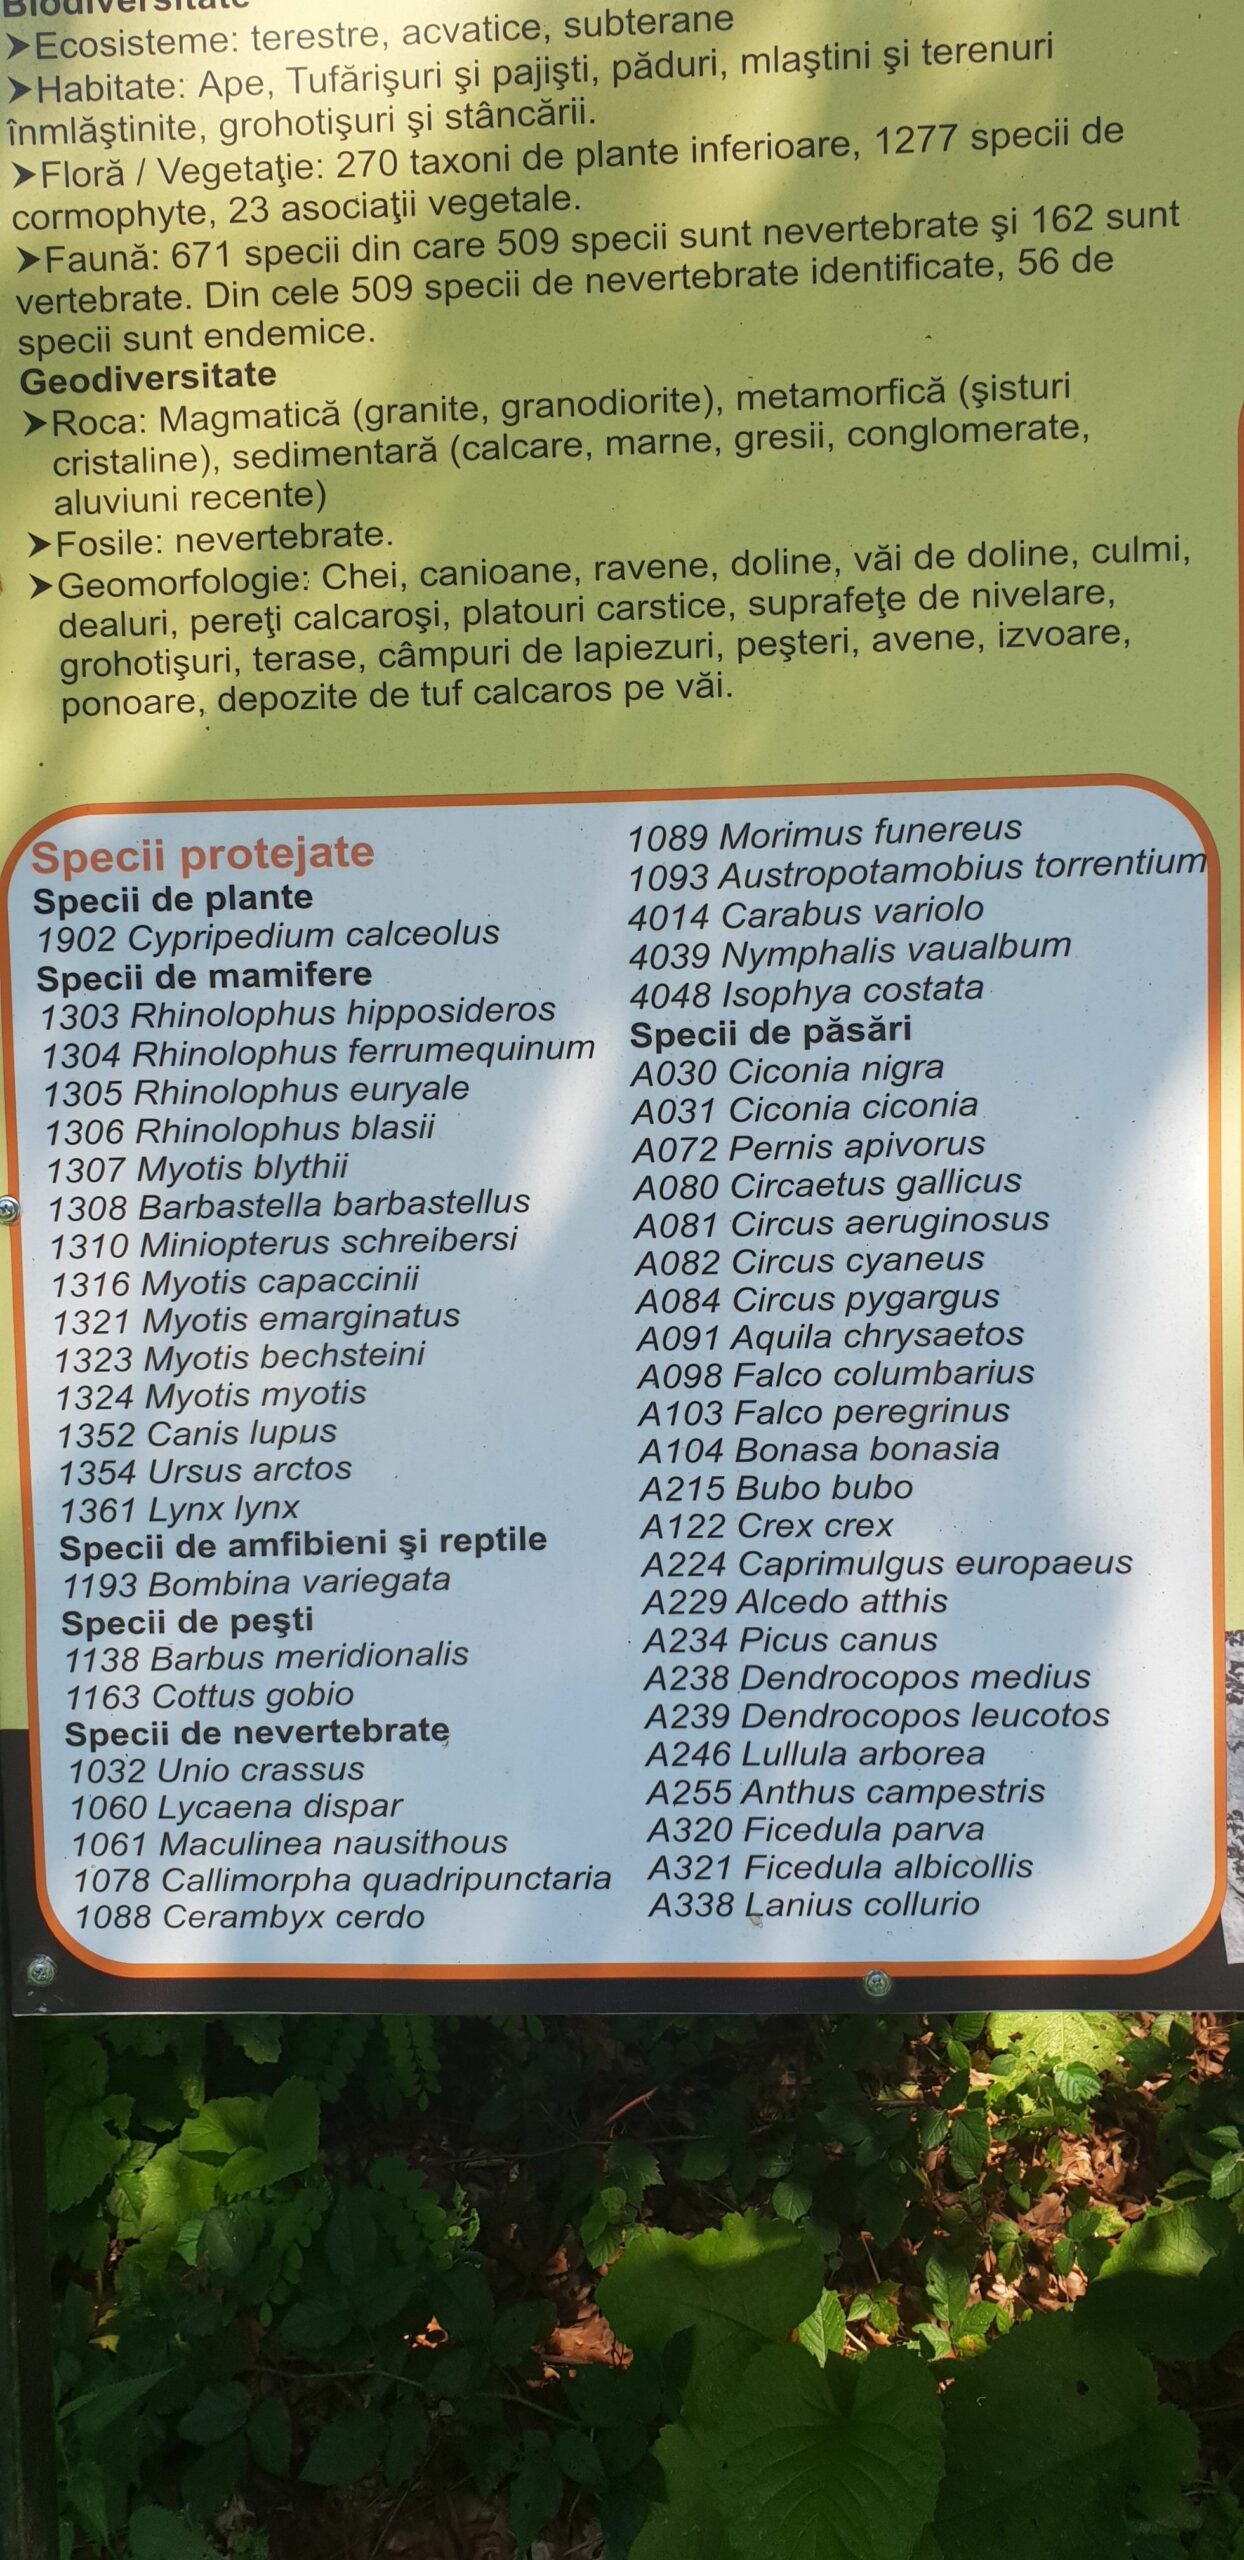 Biodiversitate
➤Ecosisteme: terestre, acvatice, subterane
➤Habitate: Ape, Tufărişuri şi pajişti, păduri, mlaştini şi terenuri
înmlăştinite, grohotişuri şi stâncării.
➤Floră / Vegetaţie: 270 taxoni de plante inferioare, 1277 specii de
cormophyte, 23 asociaţii vegetale.
➤Faună: 671 specii din care 509 specii sunt nevertebrate şi 162 sunt
vertebrate. Din cele 509 specii de nevertebrate identificate, 56 de
specii sunt endemice.
Geodiversitate
➤Roca: Magmatică (granite, granodiorite), metamorfică (şisturi
cristaline), sedimentară (calcare, marne, gresii, conglomerate,
aluviuni recente)
➤Fosile: nevertebrate.
➤Geomorfologie: Chei, canioane, ravene, doline, văi de doline, culmi,
dealuri, pereţi calcaroşi, platouri carstice, suprafeţe de nivelare,
grohotişuri, terase, câmpuri de lapiezuri, peşteri, avene, izvoare,
ponoare, depozite de tuf calcaros pe văi.
Specii protejate
Specii de plante
1902 Cypripedium calceolus
Specii de mamifere
1303 Rhinolophus hipposideros
1304 Rhinolophus ferrumequinum
1305 Rhinolophus euryale
1306 Rhinolophus blasii
1307 Myotis blythii
1308 Barbastella barbastellus
1310 Miniopterus schreibersi
1316 Myotis capaccinii
1321 Myotis emarginatus
1323 Myotis bechsteini
1324 Myotis myotis
1352 Canis lupus
1354 Ursus arctos
1361 Lynx lynx
Specii de amfibieni şi reptile
1193 Bombina variegata
Specii de peşti
1138 Barbus meridionalis
1163 Cottus gobio
Specii de nevertebrate
1032 Unio crassus
1060 Lycaena dispar
1061 Maculinea nausithous
1078 Callimorpha quadripunctaria
1088 Cerambyx cerdo
1089 Morimus funereus
1093 Austropotamobius torrentium
4014 Carabus variolo
4039 Nymphalis vaualbum
4048 Isophya costata
Specii de păsări
A030 Ciconia nigra
A031 Ciconia ciconia
A072 Pernis apivorus
A080 Circaetus gallicus
A081 Circus aeruginosus
A082 Circus cyaneus
A084 Circus pygargus
A091 Aquila chrysaetos
A098 Falco columbarius
A103 Falco peregrinus
A104 Bonasa bonasia
A215 Bubo bubo
A122 Crex crex
A224 Caprimulgus europaeus
A229 Alcedo atthis
A234 Picus canus
A238 Dendrocopos medius
A239 Dendrocopos leucotos
A246 Lullula arborea
A255 Anthus campestris
A320 Ficedula parva
A321 Ficedula albicollis
A338 Lanius collurio